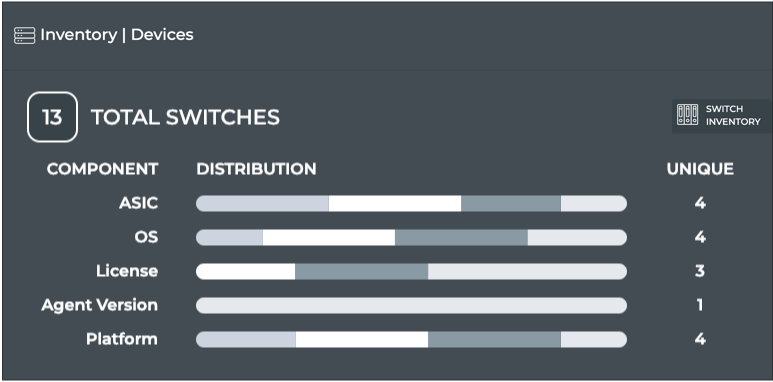 Inventory | Devices
13 TOTAL SWITCHES
SWITCH
INVENTORY
COMPONENT DISTRIBUTION UNIQUE
ASIC 4
OS 4
License 3
Agent Version 1
Platform 4